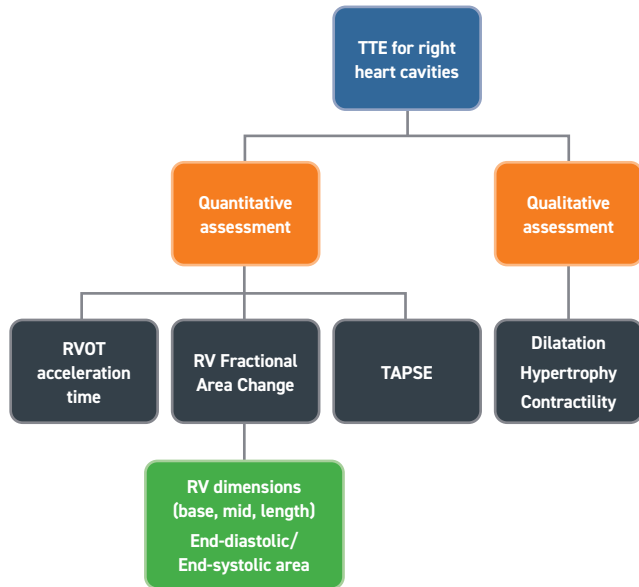 TTE for right
heart cavities
Quantitative
assessment
Qualitative
assessment
RVOT
acceleration
time
RV Fractional
Area Change
TAPSE
Dilatation
Hypertrophy
Contractility
RV dimensions
(base, mid, length)
End-diastolic/
End-systolic area